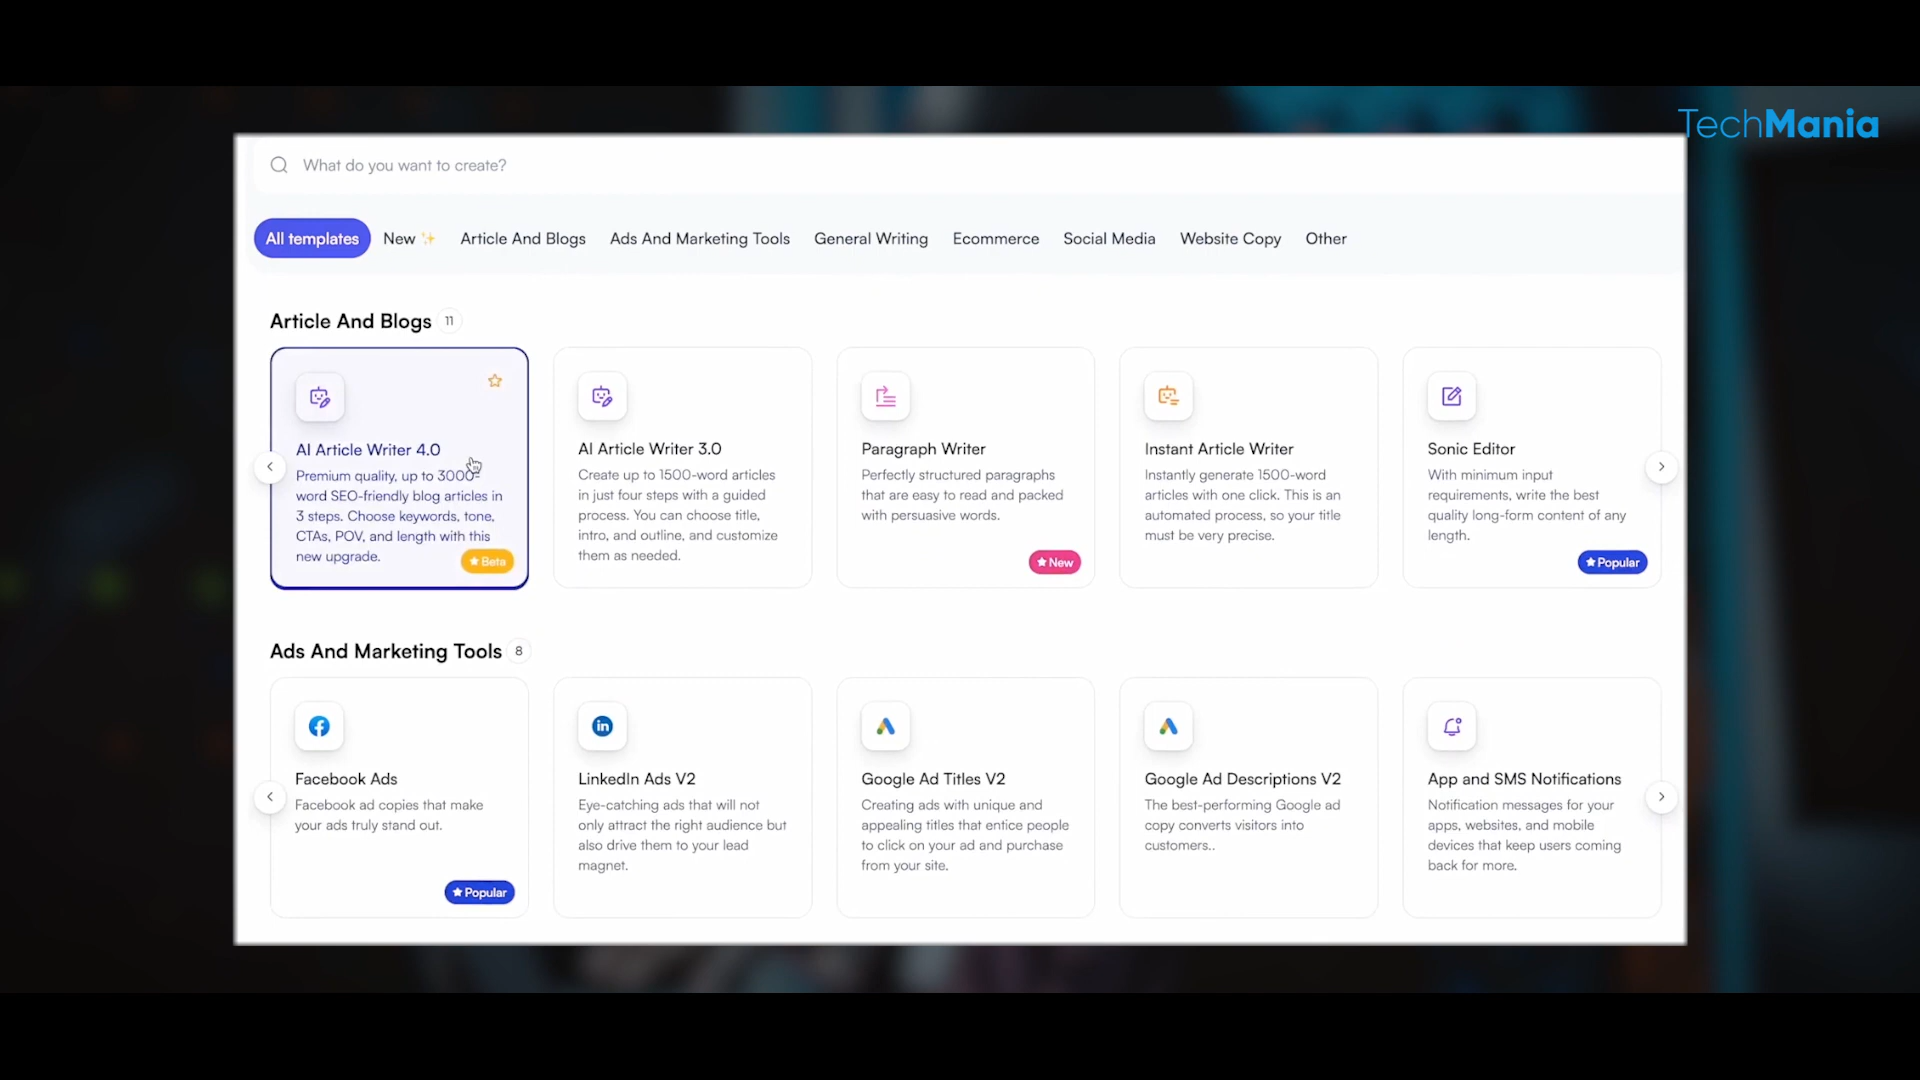 TechMania
What do you want to create?
All templates New Article And Blogs Ads And Marketing Tools General Writing Ecommerce Social Media Website Copy Other
Article And Blogs 11
AI Article Writer 4.0
Premium quality, up to 3000-
word SEO-friendly blog articles in
3 steps. Choose keywords, tone,
CTAs, POV, and length with this
new upgrade.
Beta
AI Article Writer 3.0
Create up to 1500-word articles
in just four steps with a guided
process. You can choose title,
intro, and outline, and customize
them as needed.
Paragraph Writer
Perfectly structured paragraphs
that are easy to read and packed
with persuasive words.
New
Instant Article Writer
Instantly generate 1500-word
articles with one click. This is an
automated process, so your title
must be very precise.
Sonic Editor
With minimum input
requirements, write the best
quality long-form content of any
length.
Popular
Ads And Marketing Tools 8
Facebook Ads
Facebook ad copies that make
your ads truly stand out.
Popular
in
LinkedIn Ads V2
Eye-catching ads that will not
only attract the right audience but
also drive them to your lead
magnet.
Google Ad Titles V2
Creating ads with unique and
appealing titles that entice people
to click on your ad and purchase
from your site.
Google Ad Descriptions V2
The best-performing Google ad
copy converts visitors into
customers..
App and SMS Notifications
Notification messages for your
apps, websites, and mobile
devices that keep users coming
back for more.